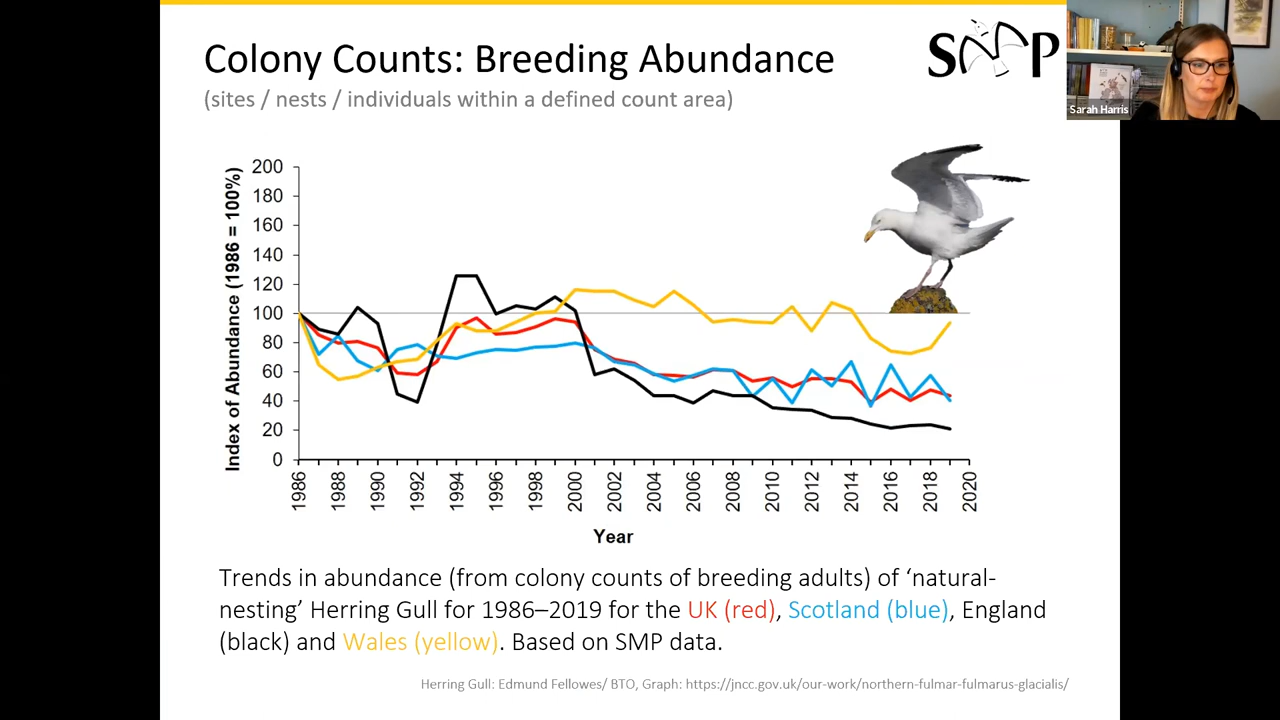 Colony Counts: Breeding Abundance
(sites / nests / individuals within a defined count area)
SMP
Sarah Harris
Index of Abundance (1986 = 100%)
200
180
160
140
120
100
80
60
40
20
0
1986
1988
1990
1992
1994
1996
1998
2000
2002
2004
2006
2008
2010
2012
2014
2016
2018
2020
Year
Trends in abundance (from colony counts of breeding adults) of ‘natural-
nesting’ Herring Gull for 1986–2019 for the UK (red), Scotland (blue), England
(black) and Wales (yellow). Based on SMP data.
Herring Gull: Edmund Fellowes/ BTO, Graph: https://jncc.gov.uk/our-work/northern-fulmar-fulmarus-glacialis/